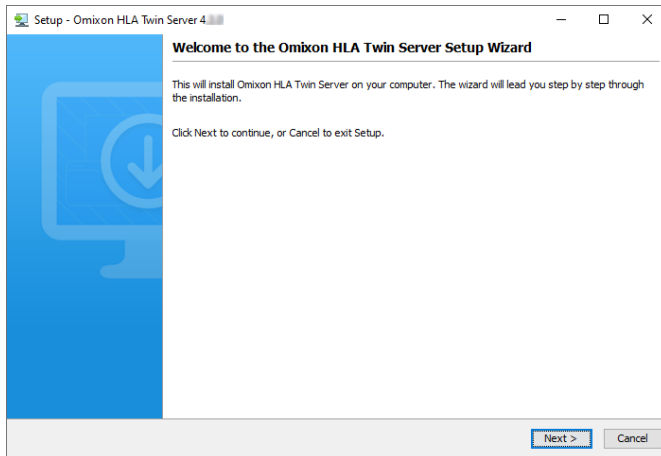 Setup - Omixon HLA Twin Server 4
Welcome to the Omixon HLA Twin Server Setup Wizard
This will install Omixon HLA Twin Server on your computer. The wizard will lead you step by step through
the installation.
Click Next to continue, or Cancel to exit Setup.
Next > Cancel